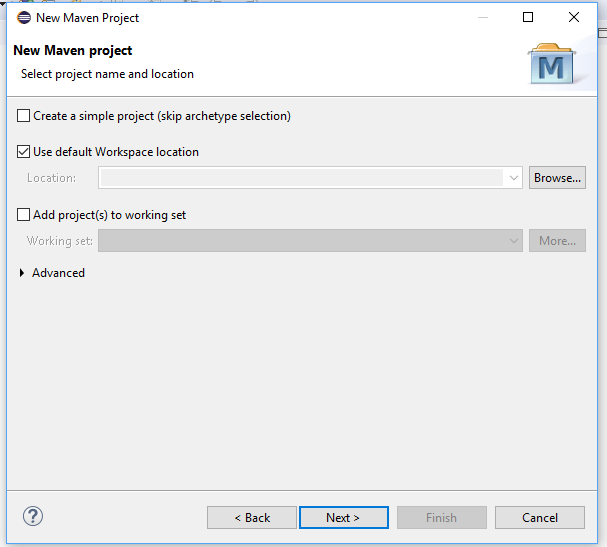 New Maven Project
New Maven project
Select project name and location
M
Create a simple project (skip archetype selection)
Use default Workspace location
Location:
Browse...
Add project(s) to working set
Working set:
More...
Advanced
?
< Back
Next >
Finish
Cancel